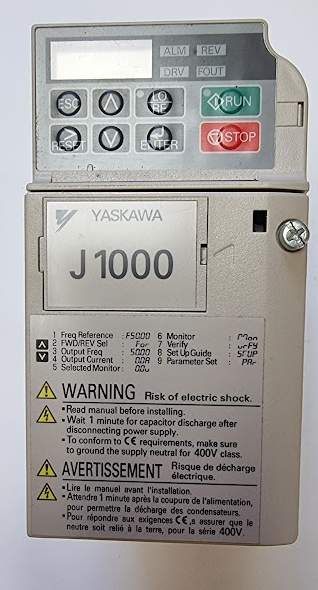 ALM REV
DRV FOUT
ESC LO RE RUN
RESET ENTER STOP
YASKAWA
J1000
1 Freq Reference : F50.00 6 Monitor :
2 FWD/REV Sel : For 7 Verify :
3 Output Freq : 50.00 8 Set Up Guide :
4 Output Current : 0.0A 9 Parameter Set :
5 Selected Monitor :
WARNING Risk of electric shock.
• Read manual before installing.
• Wait 1 minute for capacitor discharge after
disconnecting power supply.
• To conform to CE requirements, make sure
to ground the supply neutral for 400V class.
AVERTISSEMENT Risque de décharge
électrique.
• Lire le manuel avant l'installation.
• Attendre 1 minute après la coupure de l'alimentation,
pour permettre la décharge des condensateurs.
• Pour répondre aux exigences CE, s assurer que le
neutre soit relié à la terre, pour la série 400V.